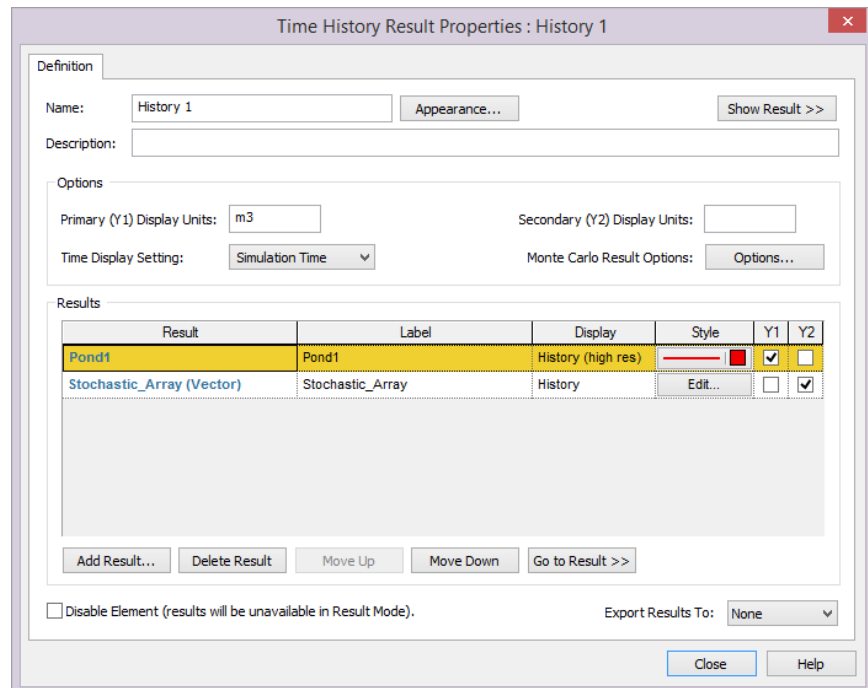 Time History Result Properties : History 1
Definition
Name: History 1 Appearance... Show Result >>
Description:
Options
Primary (Y1) Display Units: m3 Secondary (Y2) Display Units:
Time Display Setting: Simulation Time Monte Carlo Result Options: Options...
Results
Result Label Display Style Y1 Y2
Pond1 Pond1 History (high res)
Stochastic_Array (Vector) Stochastic_Array History Edit...
Add Result... Delete Result Move Up Move Down Go to Result >>
Disable Element (results will be unavailable in Result Mode). Export Results To: None
Close Help